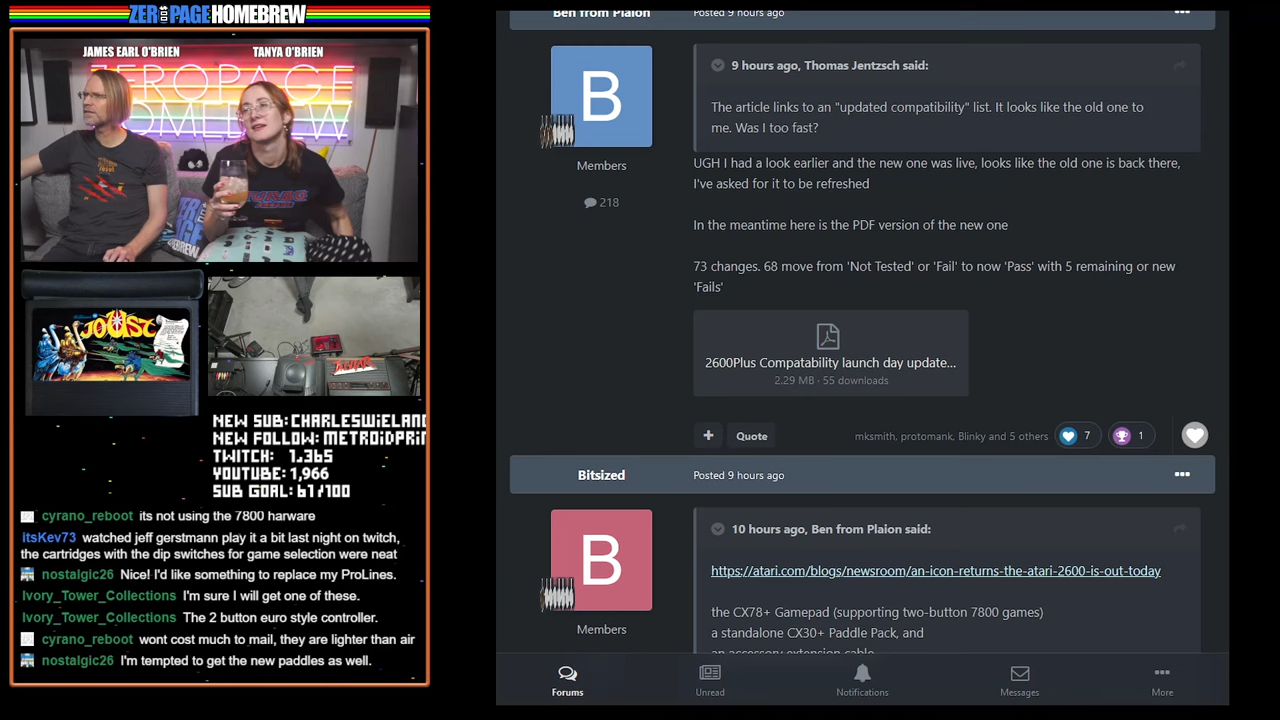 ZEROPAGE HOMEBREW
JAMES EARL O'BRIEN
TANYA O'BRIEN
ZEROPAGE
HOMEBREW
JOUST
NEW SUB: CHARLESWIELAN
NEW FOLLOW: METROIDPRI
TWITCH: 1,365
YOUTUBE: 1,966
SUB GOAL: 67/100
cyrano_reboot its not using the 7800 harware
itsKev73 watched jeff gerstmann play it a bit last night on twitch,
the cartridges with the dip switches for game selection were neat
nostalgic26 Nice! I'd like something to replace my ProLines.
Ivory_Tower_Collections I'm sure I will get one of these.
Ivory_Tower_Collections The 2 button euro style controller.
cyrano_reboot wont cost much to mail, they are lighter than air
nostalgic26 I'm tempted to get the new paddles as well.
Ben from Plaion
Posted 9 hours ago
B
Members
218
9 hours ago, Thomas Jentzsch said:
The article links to an "updated compatibility" list. It looks like the old one to
me. Was I too fast?
UGH I had a look earlier and the new one was live, looks like the old one is back there,
I've asked for it to be refreshed
In the meantime here is the PDF version of the new one
73 changes. 68 move from 'Not Tested' or 'Fail' to now 'Pass' with 5 remaining or new
'Fails'
2600Plus Compatability launch day update...
2.29 MB · 55 downloads
+ Quote
mksmith, protomank, Blinky and 5 others
7
1
Bitsized
Posted 9 hours ago
B
Members
10 hours ago, Ben from Plaion said:
https://atari.com/blogs/newsroom/an-icon-returns-the-atari-2600-is-out-today
the CX78+ Gamepad (supporting two-button 7800 games)
a standalone CX30+ Paddle Pack, and
an accessory extension cable
Forums
Unread
Notifications
Messages
More